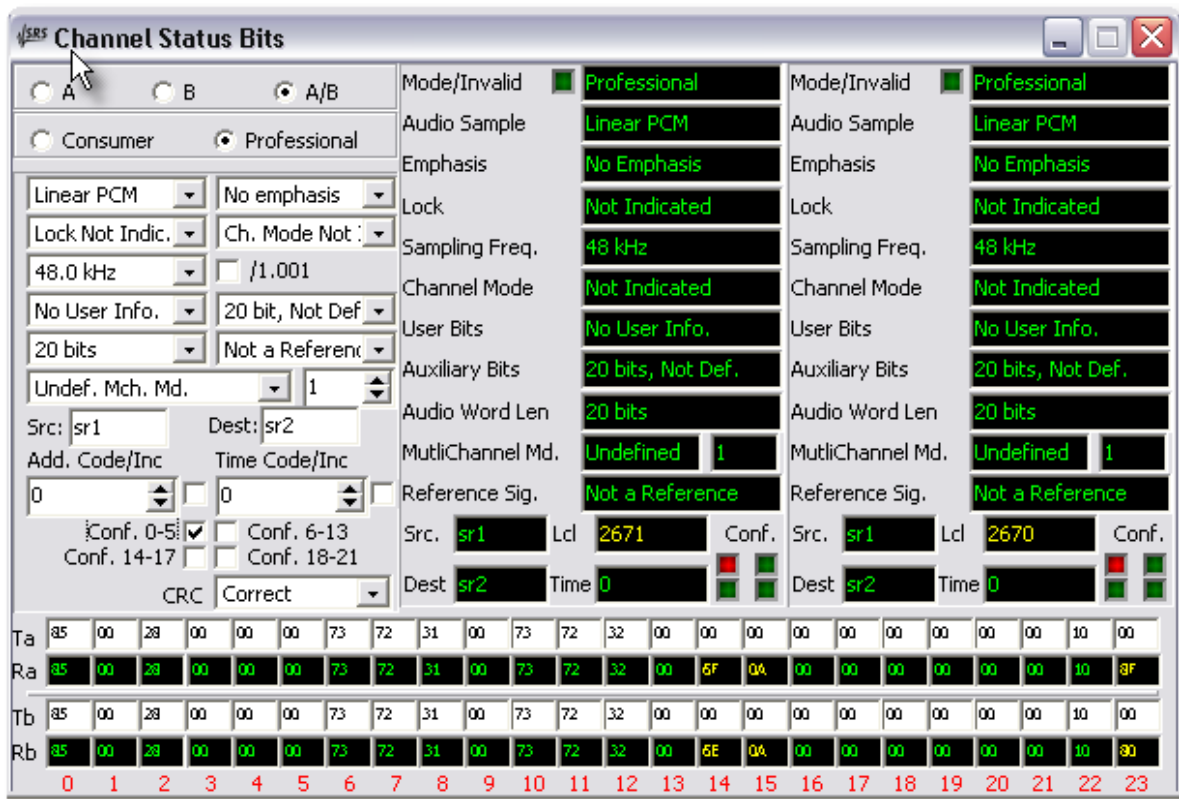 SRS Channel Status Bits
A B A/B
Consumer Professional
Linear PCM No emphasis
Lock Not Indic. Ch. Mode Not
48.0 kHz /1.001
No User Info. 20 bit, Not Def
20 bits Not a Referenc
Undef. Mch. Md. 1
Src: sr1 Dest: sr2
Add. Code/Inc Time Code/Inc
0 0
Conf. 0-5 Conf. 6-13
Conf. 14-17 Conf. 18-21
CRC Correct
Mode/Invalid Professional
Audio Sample Linear PCM
Emphasis No Emphasis
Lock Not Indicated
Sampling Freq. 48 kHz
Channel Mode Not Indicated
User Bits No User Info.
Auxiliary Bits 20 bits, Not Def.
Audio Word Len 20 bits
MutliChannel Md. Undefined 1
Reference Sig. Not a Reference
Src. sr1 Lcl 2671 Conf.
Dest sr2 Time 0
Mode/Invalid Professional
Audio Sample Linear PCM
Emphasis No Emphasis
Lock Not Indicated
Sampling Freq. 48 kHz
Channel Mode Not Indicated
User Bits No User Info.
Auxiliary Bits 20 bits, Not Def.
Audio Word Len 20 bits
MutliChannel Md. Undefined 1
Reference Sig. Not a Reference
Src. sr1 Lcl 2670 Conf.
Dest sr2 Time 0
Ta 85 00 28 00 00 00 73 72 31 00 73 72 32 00 00 00 00 00 00 00 00 00 10 00
Ra 85 00 28 00 00 00 73 72 31 00 73 72 32 00 6F 0A 00 00 00 00 00 00 10 8F
Tb 85 00 28 00 00 00 73 72 31 00 73 72 32 00 00 00 00 00 00 00 00 00 10 00
Rb 85 00 28 00 00 00 73 72 31 00 73 72 32 00 6E 0A 00 00 00 00 00 00 10 80
0 1 2 3 4 5 6 7 8 9 10 11 12 13 14 15 16 17 18 19 20 21 22 23